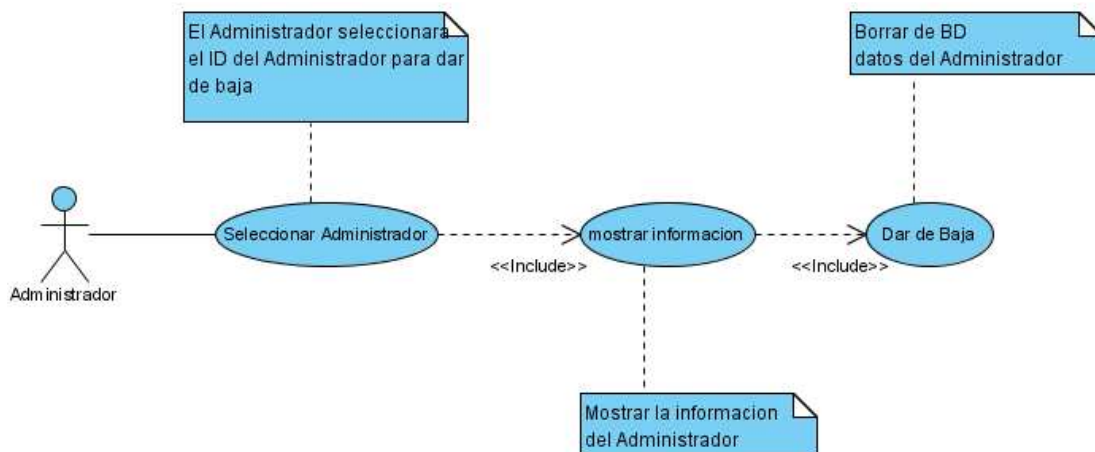 El Administrador seleccionara
el ID del Administrador para dar
de baja
Borrar de BD
datos del Administrador
Seleccionar Administrador
mostrar informacion
Dar de Baja
<<Include>>
<<Include>>
Administrador
Mostrar la informacion
del Administrador